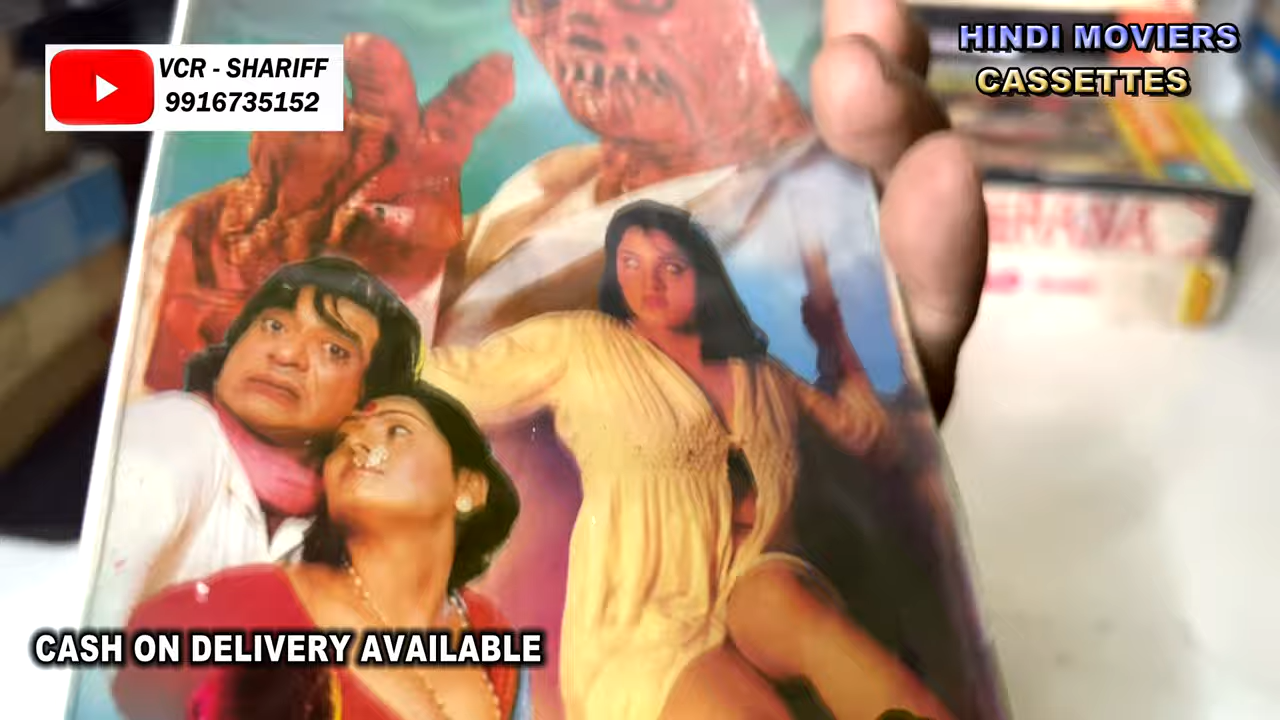 VCR - SHARIFF
9916735152
HINDI MOVIERS
CASSETTES
CASH ON DELIVERY AVAILABLE